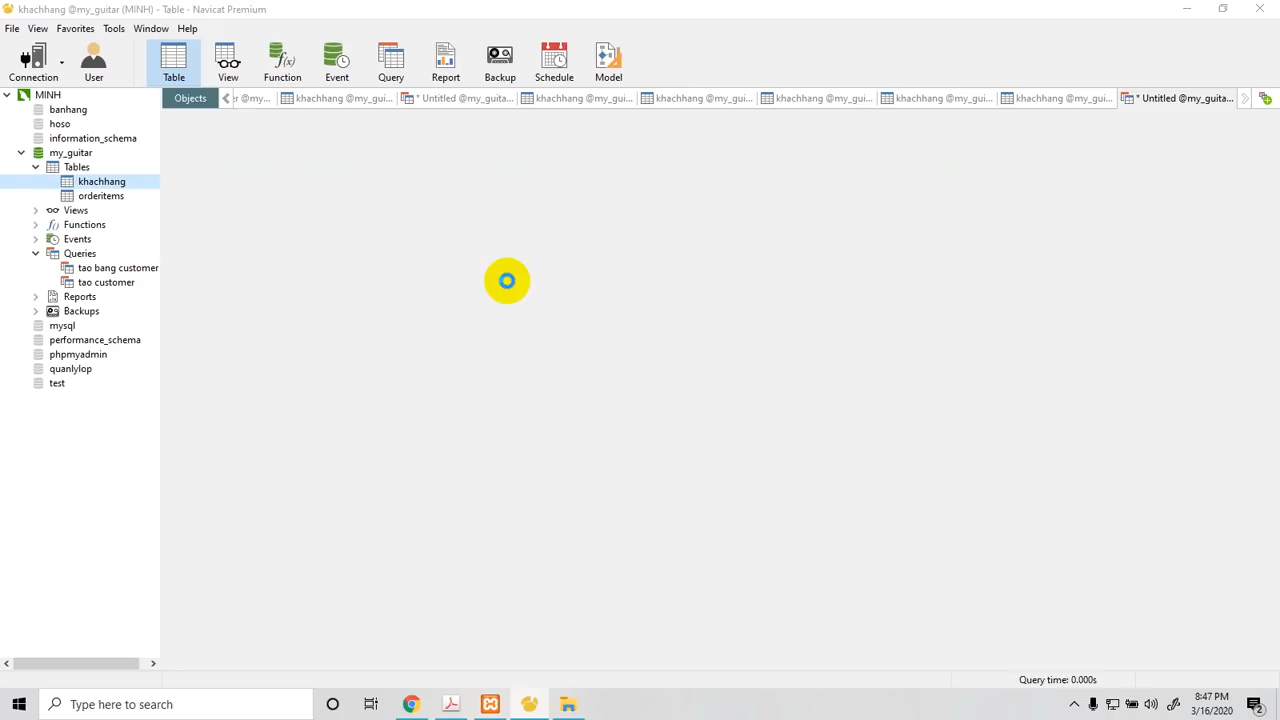 khachhang @my_guitar (MINH) - Table - Navicat Premium
File View Favorites Tools Window Help
Connection User Table View Function Event Query Report Backup Schedule Model
MINH
Objects er @my... khachhang @my_gui... * Untitled @my_guita... khachhang @my_gui... khachhang @my_gui... khachhang @my_gui... khachhang @my_gui... khachhang @my_gui... * Untitled @my_guita...
banhang
hoso
information_schema
my_guitar
Tables
khachhang
orderitems
Views
Functions
Events
Queries
tao bang customer
tao customer
Reports
Backups
mysql
performance_schema
phpmyadmin
quanlylop
test
Query time: 0.000s
Type here to search
8:47 PM
3/16/2020
2